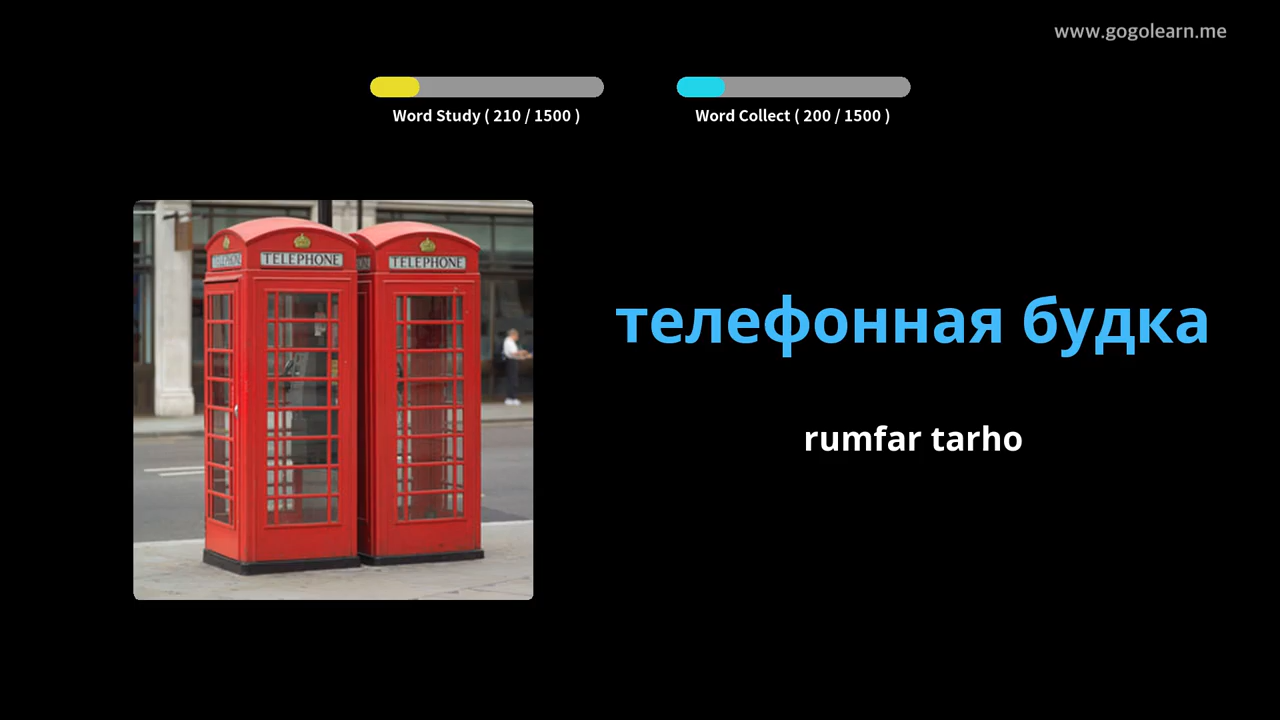 www.gogolearn.me
Word Study ( 210 / 1500 )
Word Collect ( 200 / 1500 )
TELEPHONE
TELEPHONE
телефонная будка
rumfar tarho